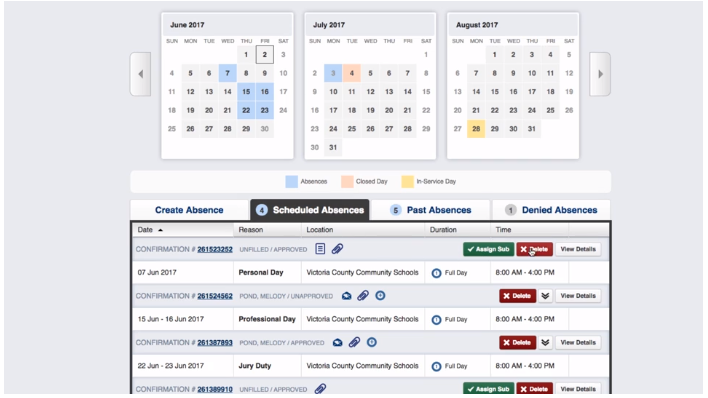 June 2017 July 2017 August 2017
SUN MON TUE WED THU FRI SAT SUN MON TUE WED THU FRI SAT SUN MON TUE WED THU FRI SAT
1 2 3 1 1 2 3 4 5
4 5 6 7 8 9 10 2 3 4 5 6 7 8 6 7 8 9 10 11 12
11 12 13 14 15 16 17 9 10 11 12 13 14 15 13 14 15 16 17 18 19
18 19 20 21 22 23 24 16 17 18 19 20 21 22 20 21 22 23 24 25 26
25 26 27 28 29 30 23 24 25 26 27 28 29 27 28 29 30 31
30 31
Absences Closed Day In-Service Day
Create Absence 4 Scheduled Absences 5 Past Absences 1 Denied Absences
Date Reason Location Duration Time
CONFIRMATION # 261523252 UNFILLED / APPROVED Assign Sub Delete View Details
07 Jun 2017 Personal Day Victoria County Community Schools Full Day 8:00 AM - 4:00 PM
CONFIRMATION # 261524562 POND, MELODY / UNAPPROVED Delete View Details
15 Jun - 16 Jun 2017 Professional Day Victoria County Community Schools Full Day 8:00 AM - 4:00 PM
CONFIRMATION # 261387893 POND, MELODY / APPROVED Delete View Details
22 Jun - 23 Jun 2017 Jury Duty Victoria County Community Schools Full Day 8:00 AM - 4:00 PM
CONFIRMATION # 261389910 UNFILLED / APPROVED Assign Sub Delete View Details